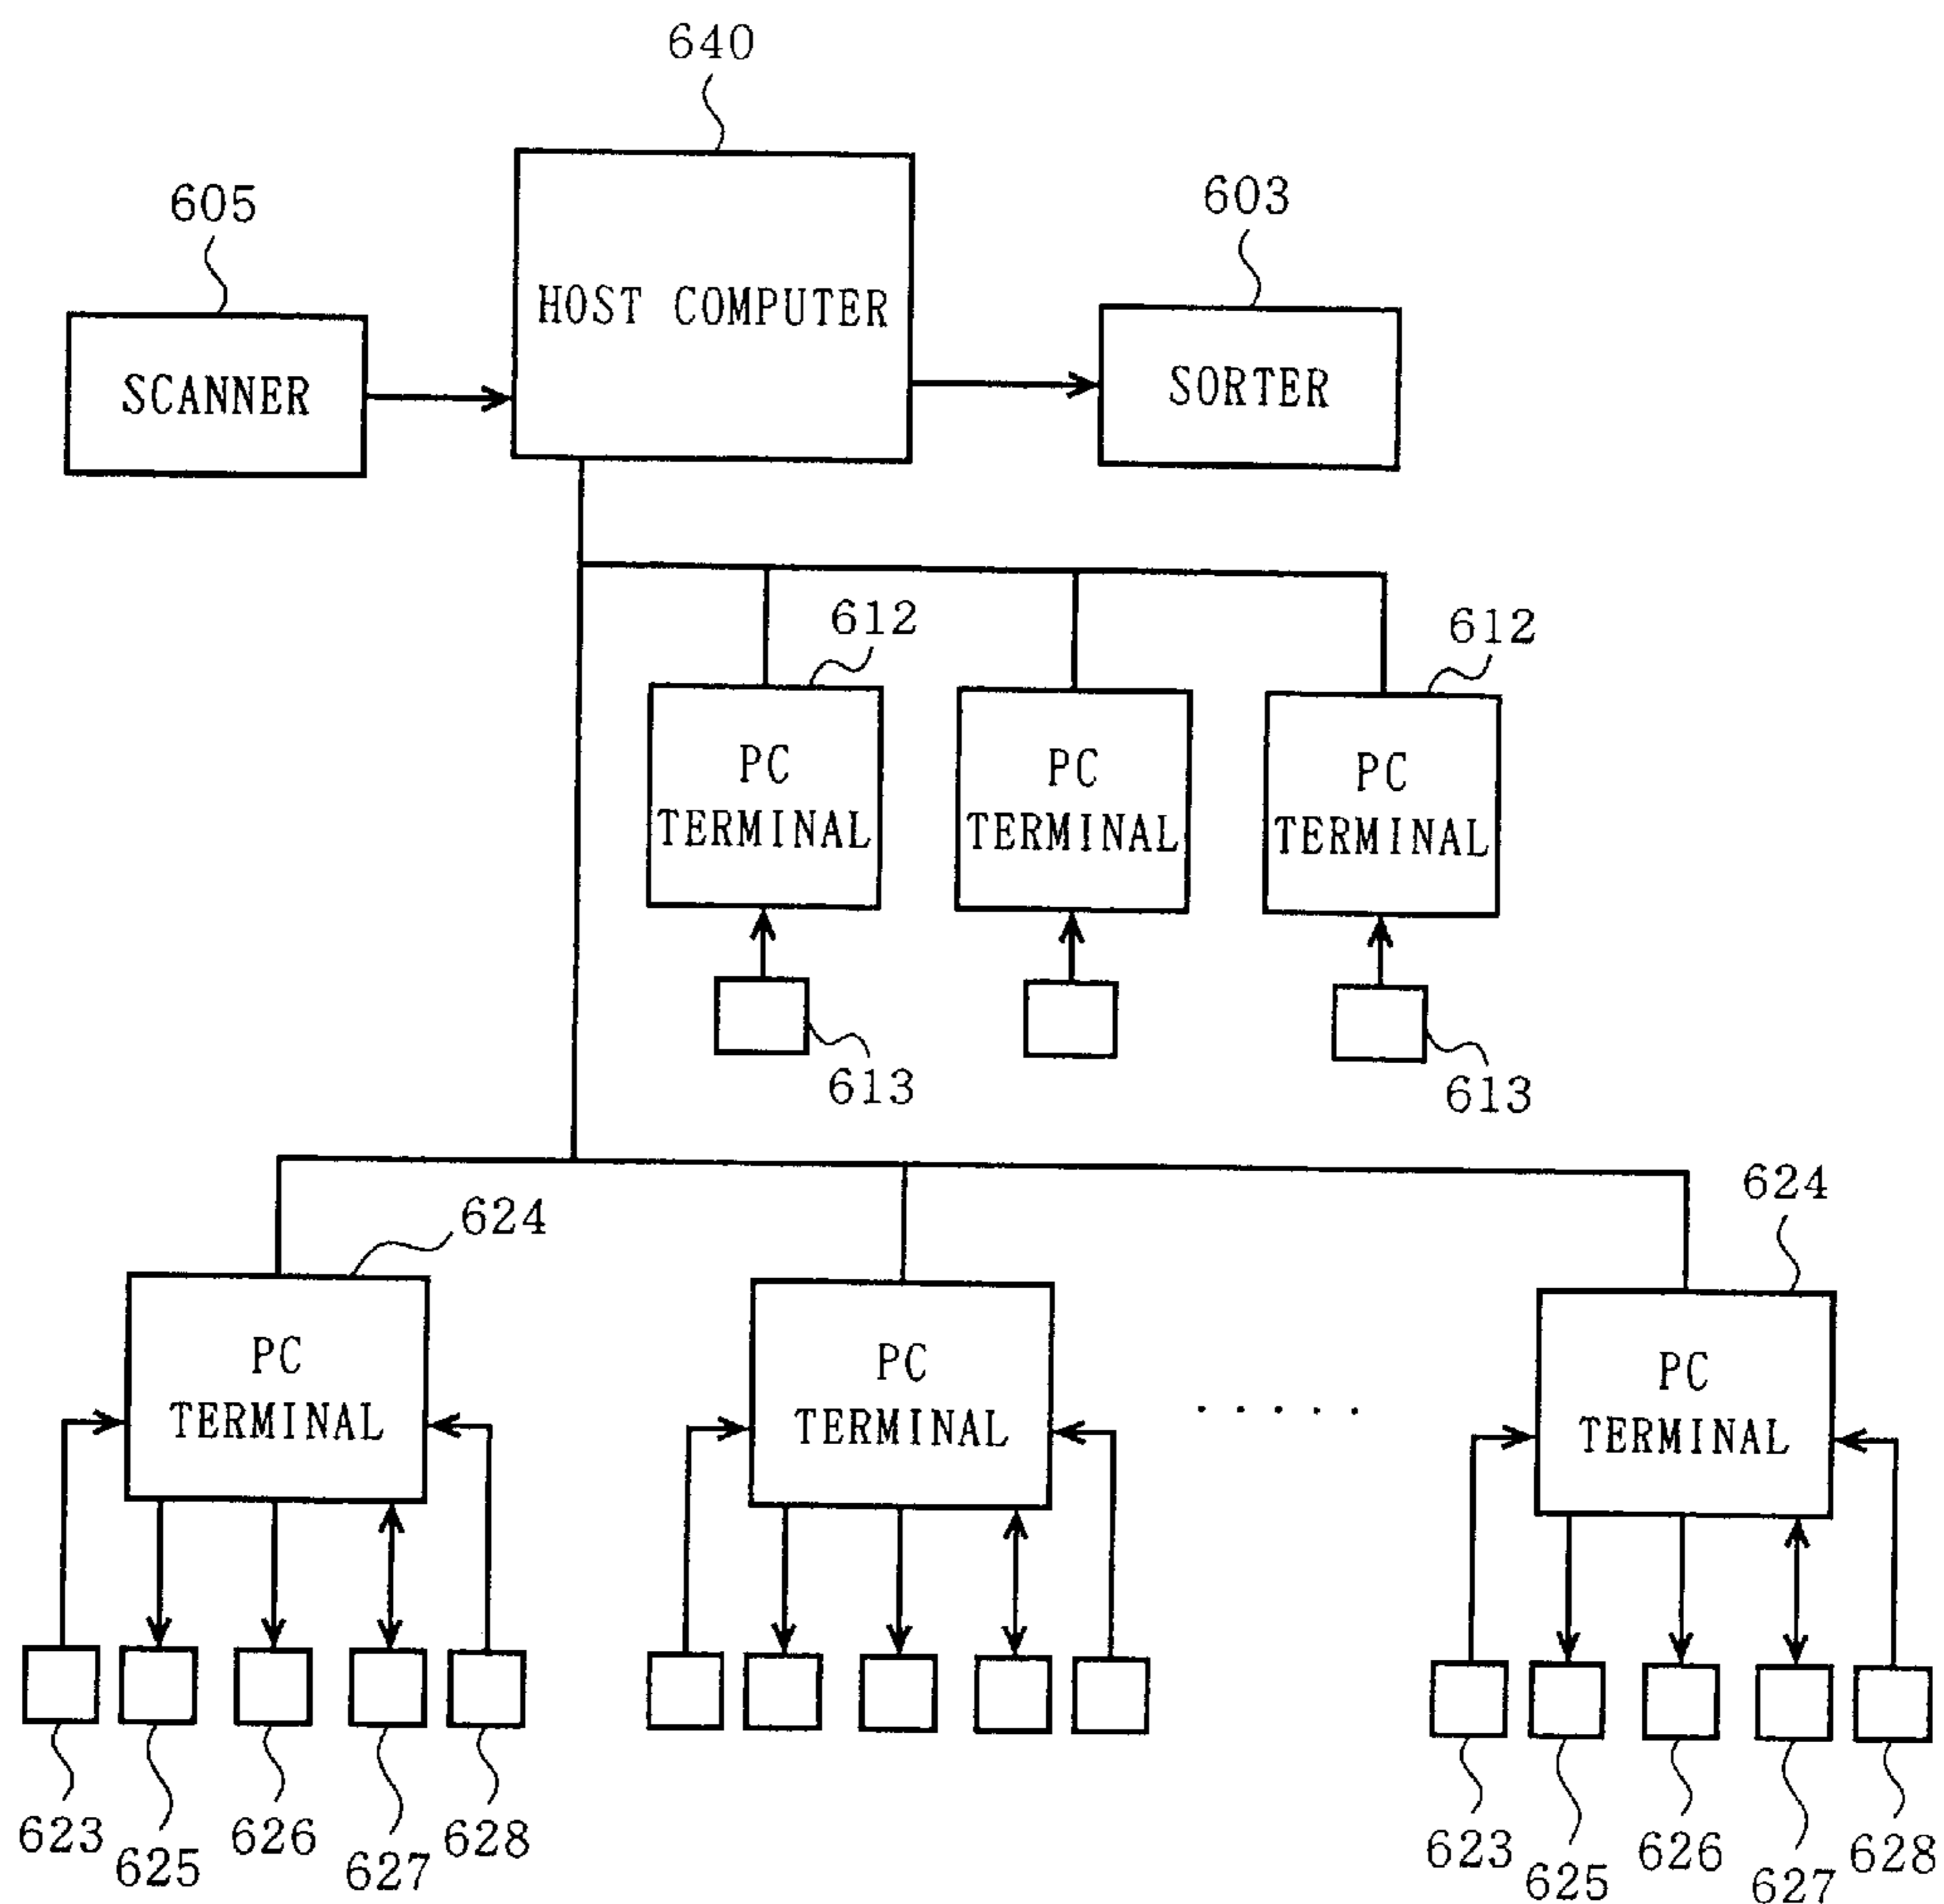 640
605
603
HOST COMPUTER
SCANNER
SORTER
612
612
PC
TERMINAL
PC
TERMINAL
PC
TERMINAL
613
613
624
624
PC
TERMINAL
PC
TERMINAL
.....
PC
TERMINAL
623
625
626
627
628
623
625
626
627
628